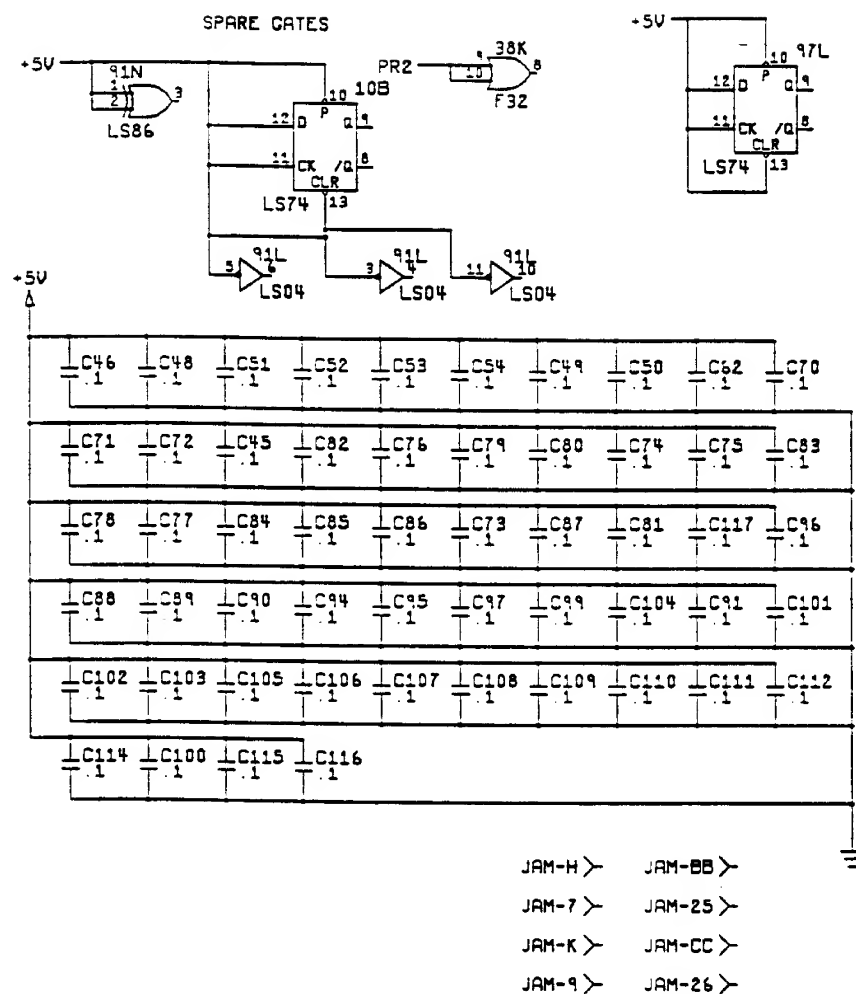 SPARE GATES
+5V
91N
1
2
3
LS86
10B
10
P
12
D
Q
9
11
CK
/Q
8
CLR
LS74
13
PR2
38K
9
10
8
F32
+5V
97L
10
P
12
D
Q
9
11
CK
/Q
8
CLR
LS74
13
91L
5
6
LS04
91L
3
4
LS04
91L
11
10
LS04
+5V
C46 C48 C51 C52 C53 C54 C49 C50 C62 C70
.1 .1 .1 .1 .1 .1 .1 .1 .1 .1
C71 C72 C45 C82 C76 C79 C80 C74 C75 C83
.1 .1 .1 .1 .1 .1 .1 .1 .1 .1
C78 C77 C84 C85 C86 C73 C87 C81 C117 C96
.1 .1 .1 .1 .1 .1 .1 .1 .1 .1
C88 C89 C90 C94 C95 C97 C99 C104 C91 C101
.1 .1 .1 .1 .1 .1 .1 .1 .1 .1
C102 C103 C105 C106 C107 C108 C109 C110 C111 C112
.1 .1 .1 .1 .1 .1 .1 .1 .1 .1
C114 C100 C115 C116
.1 .1 .1 .1
JAM-H JAM-BB
JAM-7 JAM-25
JAM-K JAM-CC
JAM-9 JAM-26